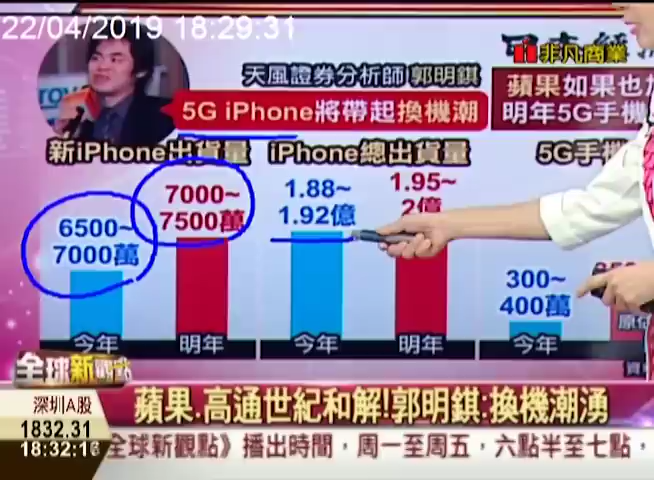 22/04/2019 18:29:31
非凡商業
天風證券分析師 郭明錤
5G iPhone將帶起換機潮
蘋果如果也
明年5G手機
新iPhone出貨量
iPhone總出貨量
5G手機
6500~
7000萬
7000~
7500萬
1.88~
1.92億
1.95~
2億
300~
400萬
今年
明年
今年
明年
今年
全球新觀點
深圳A股
1832.31
18:32:16
蘋果.高通世紀和解!郭明錤:換機潮湧
全球新觀點》播出時間，周一至周五，六點半至七點，